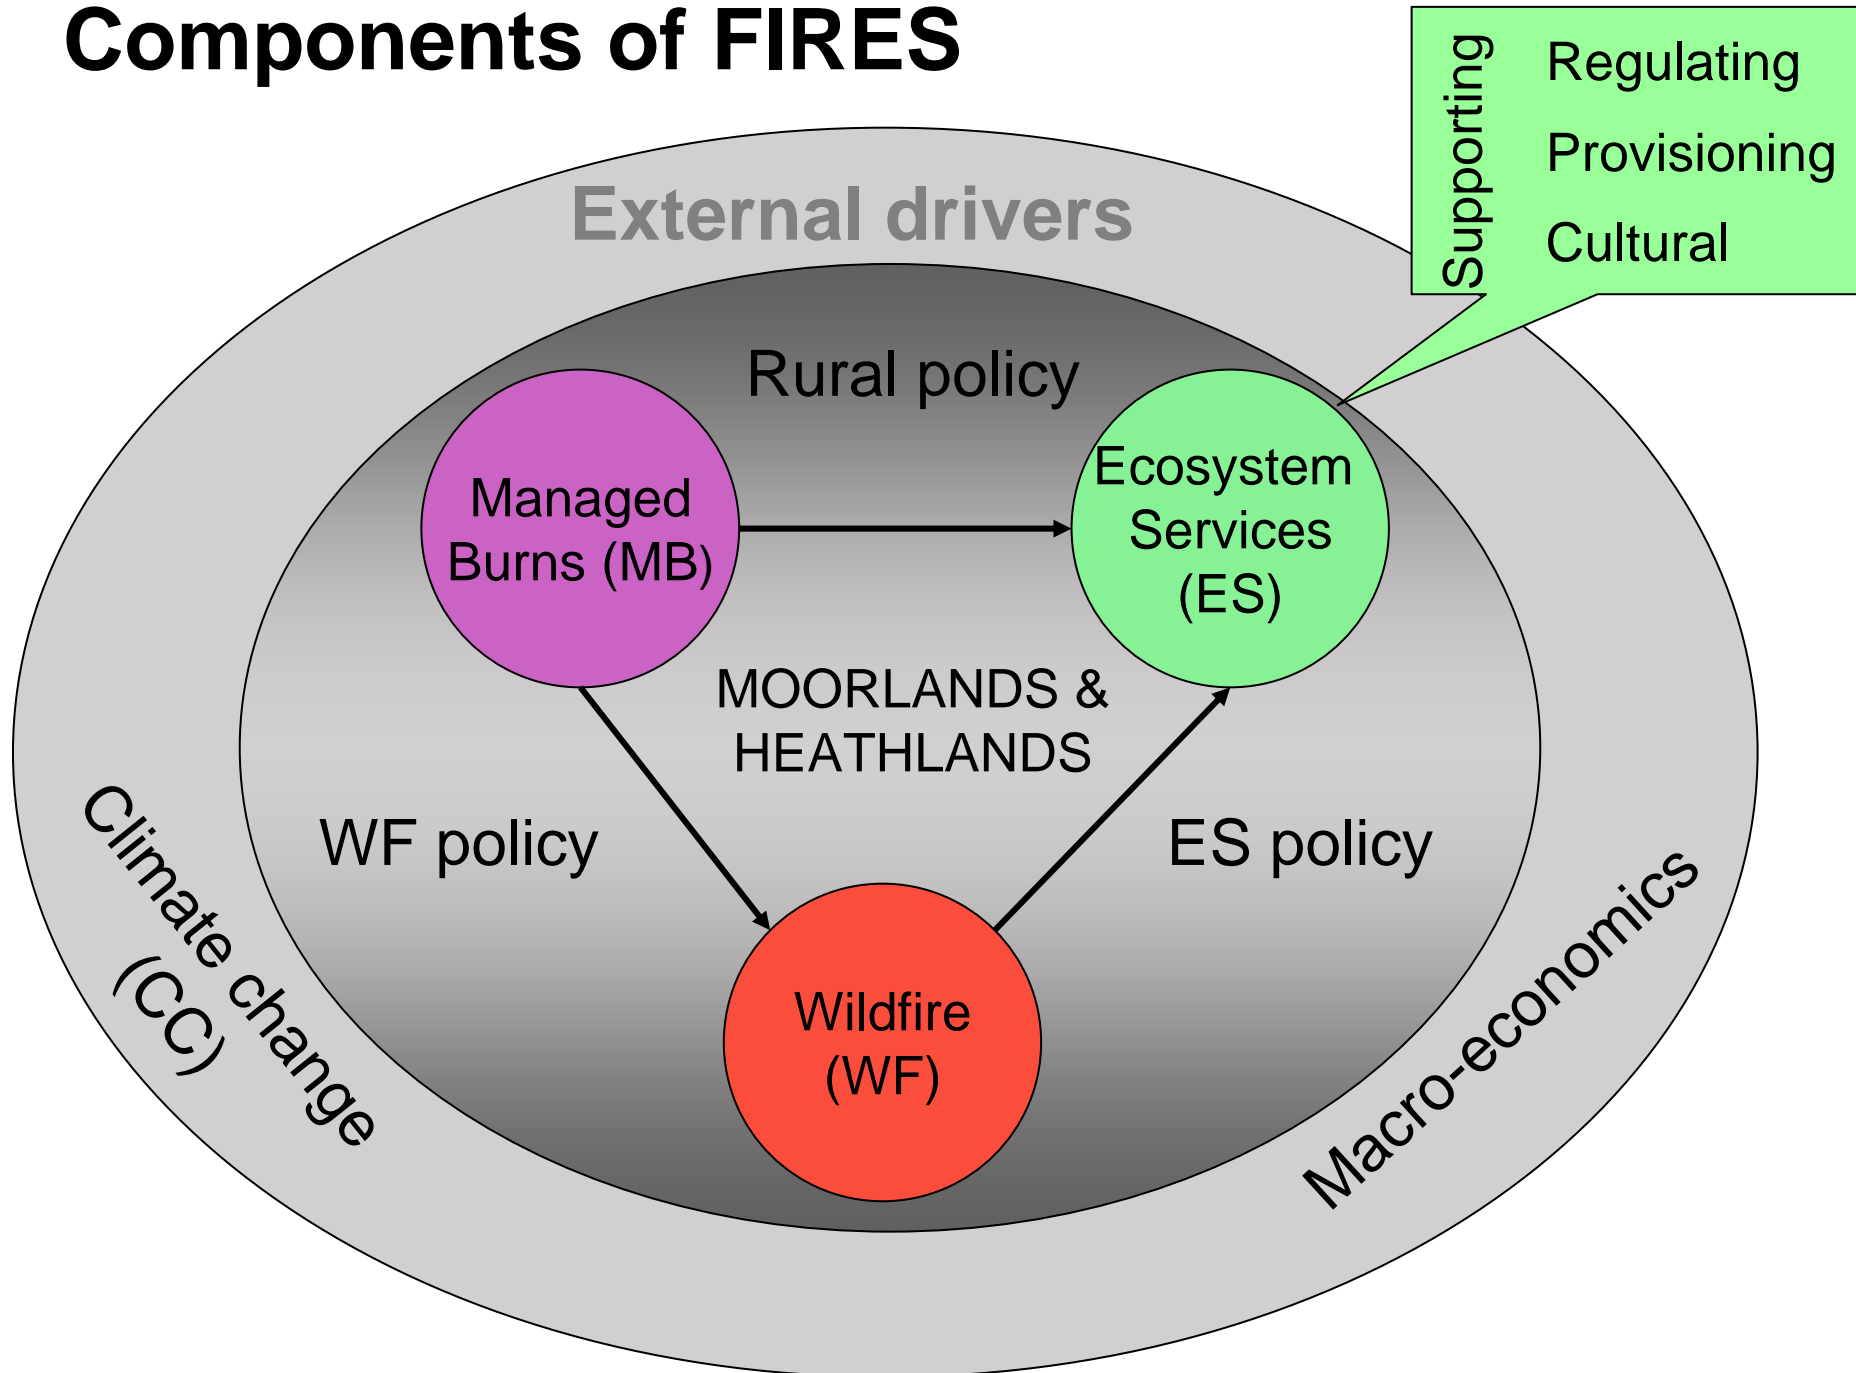 Components of FIRES
Supporting
Regulating
Provisioning
Cultural
External drivers
Rural policy
Managed
Burns (MB)
Ecosystem
Services
(ES)
MOORLANDS &
HEATHLANDS
WF policy
ES policy
Wildfire
(WF)
Climate change
(CC)
Macro-economics